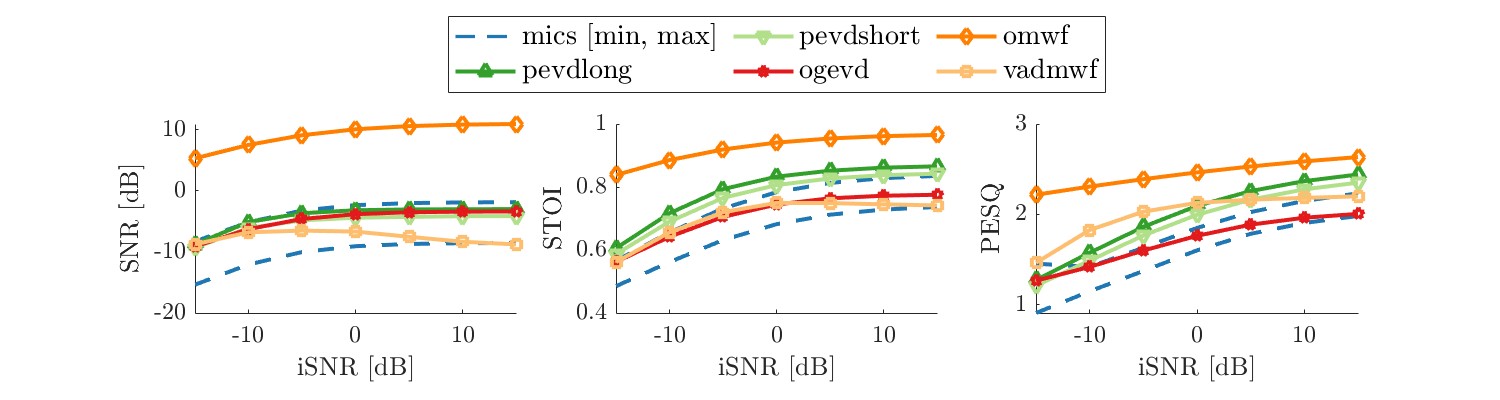 mics [min, max] pevdshort omwf
pevdlong ogevd vadmwf
SNR [dB]
10
0
-10
-20
-10 0 10
iSNR [dB]
STOI
1
0.8
0.6
0.4
-10 0 10
iSNR [dB]
PESQ
3
2
1
-10 0 10
iSNR [dB]